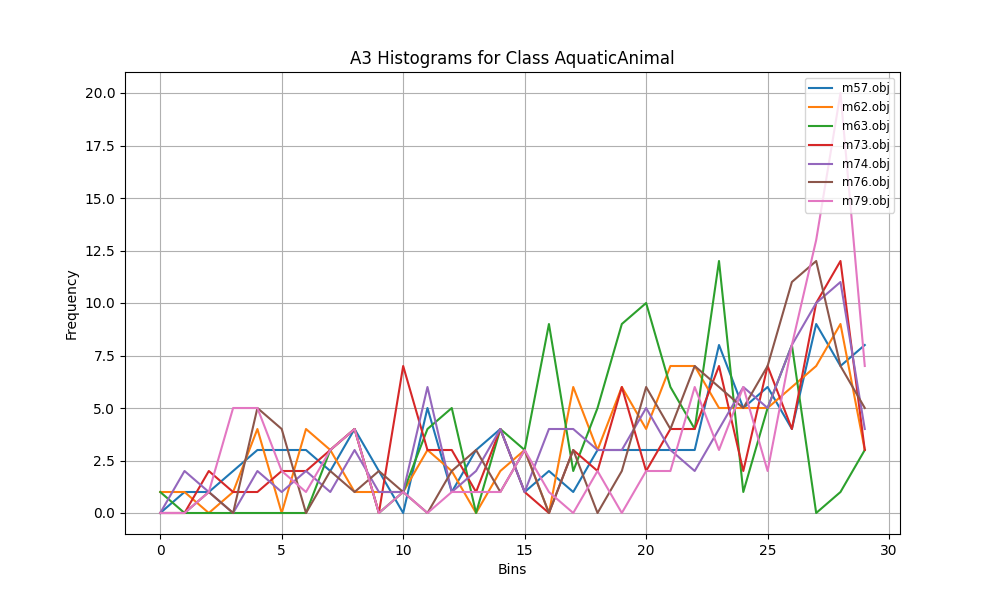 A3 Histograms for Class AquaticAnimal
20.0
17.5
15.0
12.5
10.0
7.5
5.0
2.5
0.0
Frequency
m57.obj
m62.obj
m63.obj
m73.obj
m74.obj
m76.obj
m79.obj
0 5 10 15 20 25 30
Bins